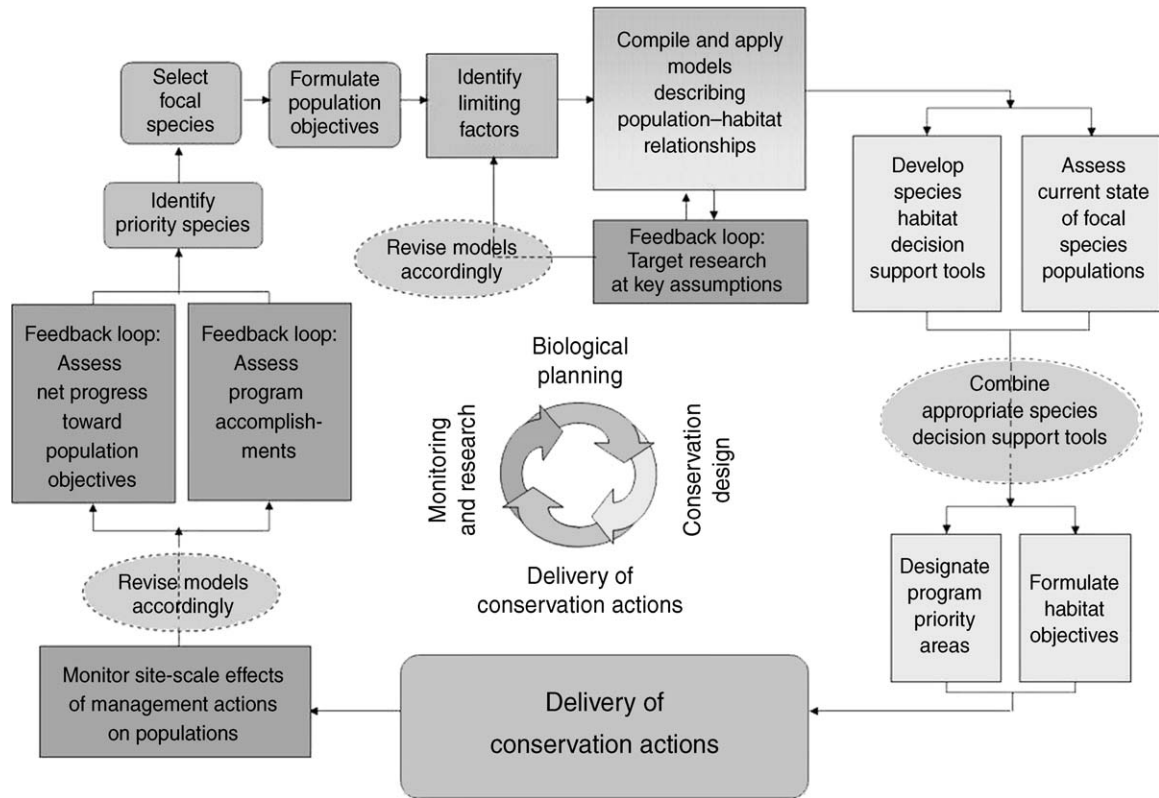 Select
focal
species
Formulate
population
objectives
Identify
limiting
factors
Compile and apply
models
describing
population–habitat
relationships
Identify
priority species
Revise models
accordingly
Feedback loop:
Target research
at key assumptions
Develop
species
habitat
decision
support tools
Assess
current state
of focal
species
populations
Feedback loop:
Assess
net progress
toward
population
objectives
Feedback loop:
Assess
program
accomplish-
ments
Biological
planning
Monitoring
and research
Conservation
design
Delivery of
conservation actions
Combine
appropriate species
decision support tools
Revise models
accordingly
Designate
program
priority
areas
Formulate
habitat
objectives
Monitor site-scale effects
of management actions
on populations
Delivery of
conservation actions